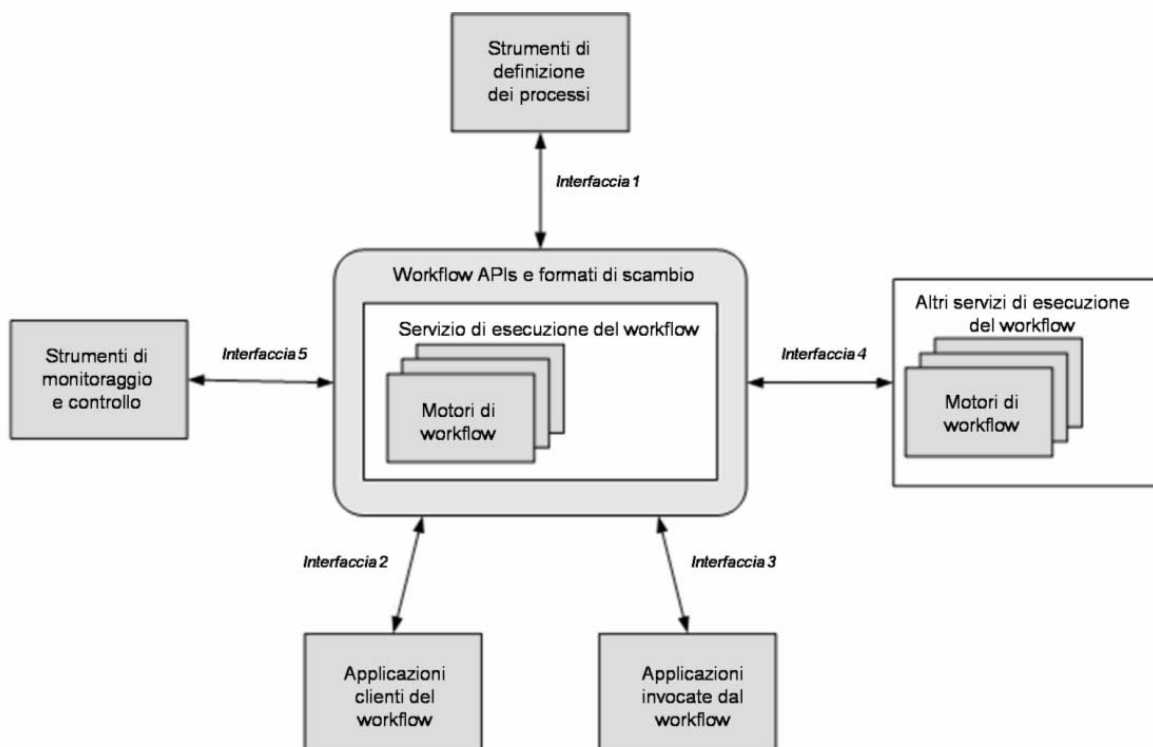 Strumenti di
definizione
dei processi
Interfaccia 1
Workflow APIs e formati di scambio
Servizio di esecuzione del workflow
Motori di
workflow
Strumenti di
monitoraggio
e controllo
Interfaccia 5
Interfaccia 4
Altri servizi di esecuzione
del workflow
Motori di
workflow
Interfaccia 2
Interfaccia 3
Applicazioni
clienti del
workflow
Applicazioni
invocate dal
workflow